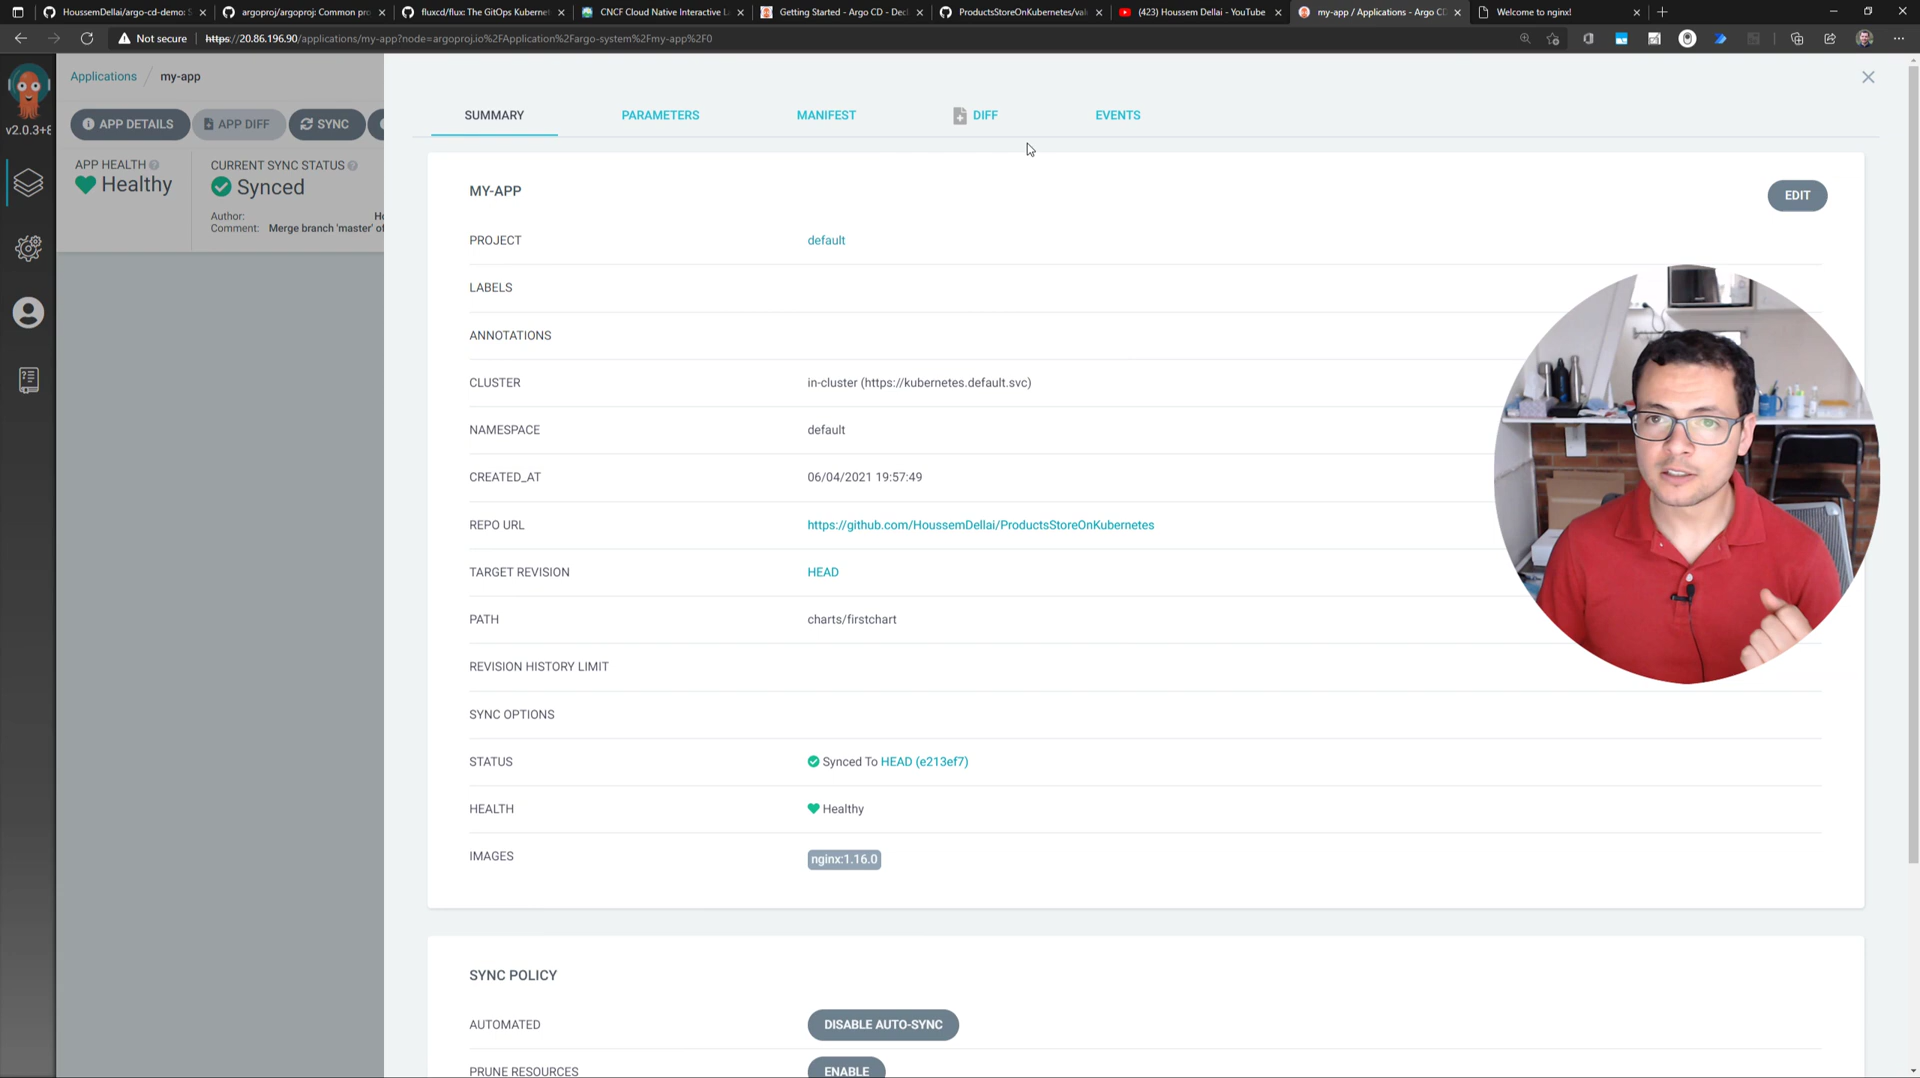 HoussemDellai/argo-cd-demo: S
argoproj/argoproj: Common pro
fluxcd/flux: The GitOps Kubernet
CNCF Cloud Native Interactive L
Getting Started - Argo CD - Decl
ProductsStoreOnKubernetes/val
(423) Houssem Dellai - YouTube
my-app / Applications - Argo CD
Welcome to nginx!
Not secure
https://20.86.196.90/applications/my-app?node=argoproj.io%2FApplication%2Fargo-system%2Fmy-app%2F0
v2.0.3+8
Applications / my-app
APP DETAILS
APP DIFF
SYNC
APP HEALTH
Healthy
CURRENT SYNC STATUS
Synced
Author: Ho
Comment: Merge branch 'master' of
SUMMARY
PARAMETERS
MANIFEST
DIFF
EVENTS
MY-APP
EDIT
PROJECT default
LABELS
ANNOTATIONS
CLUSTER in-cluster (https://kubernetes.default.svc)
NAMESPACE default
CREATED_AT 06/04/2021 19:57:49
REPO URL https://github.com/HoussemDellai/ProductsStoreOnKubernetes
TARGET REVISION HEAD
PATH charts/firstchart
REVISION HISTORY LIMIT
SYNC OPTIONS
STATUS Synced To HEAD (e213ef7)
HEALTH Healthy
IMAGES nginx:1.16.0
SYNC POLICY
AUTOMATED DISABLE AUTO-SYNC
PRUNE RESOURCES ENABLE